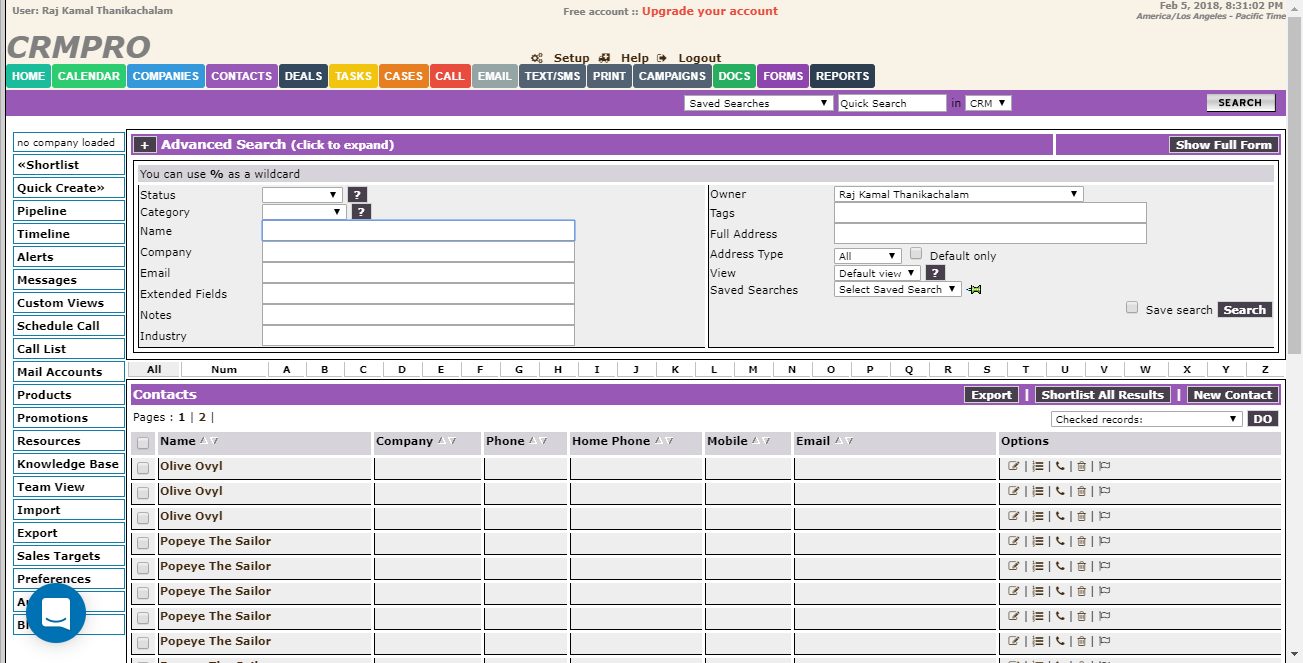 User: Raj Kamal Thanikachalam
Free account :: Upgrade your account
Feb 5, 2018, 8:31:02 PM
America/Los Angeles - Pacific Time
CRMPRO
Setup Help Logout
HOME CALENDAR COMPANIES CONTACTS DEALS TASKS CASES CALL EMAIL TEXT/SMS PRINT CAMPAIGNS DOCS FORMS REPORTS
Saved Searches Quick Search in CRM SEARCH
no company loaded
«Shortlist
Quick Create»
Pipeline
Timeline
Alerts
Messages
Custom Views
Schedule Call
Call List
Mail Accounts
Products
Promotions
Resources
Knowledge Base
Team View
Import
Export
Sales Targets
Preferences
+ Advanced Search (click to expand) Show Full Form
You can use % as a wildcard
Status ?
Category ?
Name
Company
Email
Extended Fields
Notes
Industry
Owner Raj Kamal Thanikachalam
Tags
Full Address
Address Type All Default only
View Default view ?
Saved Searches Select Saved Search
Save search Search
All Num A B C D E F G H I J K L M N O P Q R S T U V W X Y Z
Contacts Export | Shortlist All Results | New Contact
Pages : 1 | 2 |
Checked records: DO
Name Company Phone Home Phone Mobile Email Options
Olive Ovyl | | | |
Olive Ovyl | | | |
Olive Ovyl | | | |
Popeye The Sailor | | | |
Popeye The Sailor | | | |
Popeye The Sailor | | | |
Popeye The Sailor | | | |
Popeye The Sailor | | | |